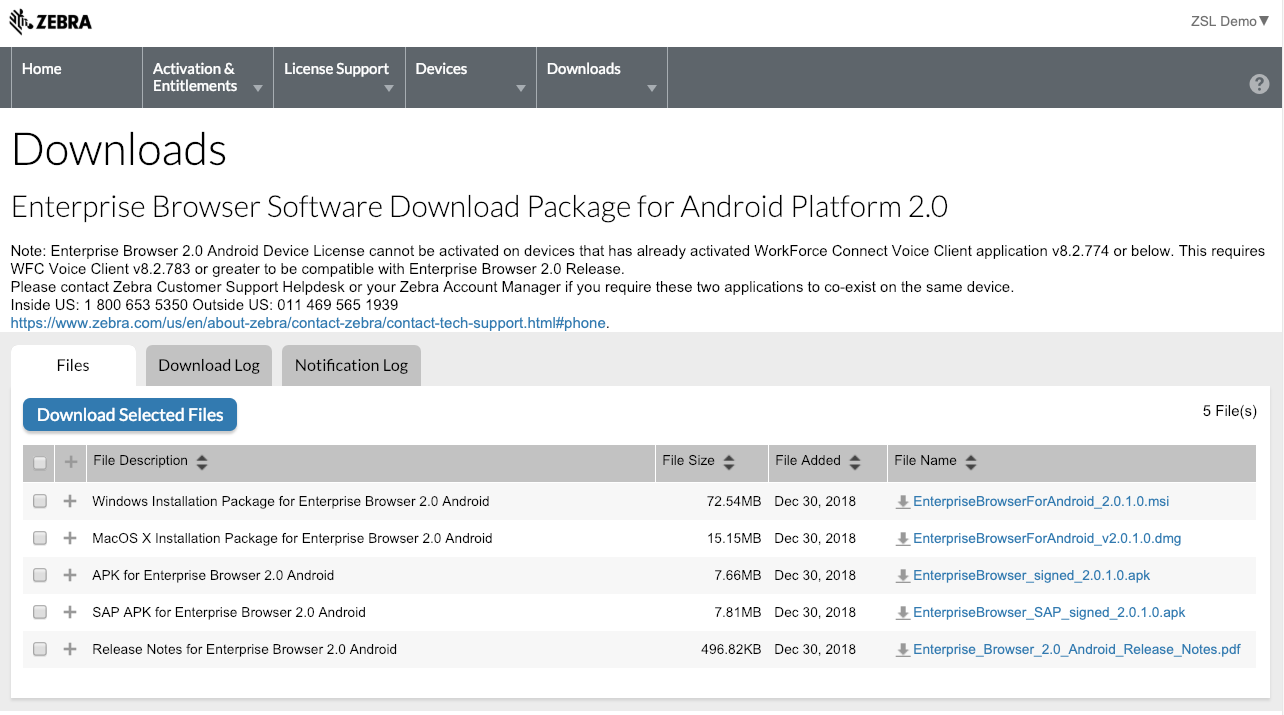 ZEBRA
ZSL Demo▼
Home
Activation &
Entitlements
License Support
Devices
Downloads
?
Downloads
Enterprise Browser Software Download Package for Android Platform 2.0
Note: Enterprise Browser 2.0 Android Device License cannot be activated on devices that has already activated WorkForce Connect Voice Client application v8.2.774 or below. This requires
WFC Voice Client v8.2.783 or greater to be compatible with Enterprise Browser 2.0 Release.
Please contact Zebra Customer Support Helpdesk or your Zebra Account Manager if you require these two applications to co-exist on the same device.
Inside US: 1 800 653 5350 Outside US: 011 469 565 1939
https://www.zebra.com/us/en/about-zebra/contact-zebra/contact-tech-support.html#phone.
Files Download Log Notification Log
Download Selected Files
5 File(s)
File Description File Size File Added File Name
Windows Installation Package for Enterprise Browser 2.0 Android 72.54MB Dec 30, 2018 EnterpriseBrowserForAndroid_2.0.1.0.msi
MacOS X Installation Package for Enterprise Browser 2.0 Android 15.15MB Dec 30, 2018 EnterpriseBrowserForAndroid_v2.0.1.0.dmg
APK for Enterprise Browser 2.0 Android 7.66MB Dec 30, 2018 EnterpriseBrowser_signed_2.0.1.0.apk
SAP APK for Enterprise Browser 2.0 Android 7.81MB Dec 30, 2018 EnterpriseBrowser_SAP_signed_2.0.1.0.apk
Release Notes for Enterprise Browser 2.0 Android 496.82KB Dec 30, 2018 Enterprise_Browser_2.0_Android_Release_Notes.pdf